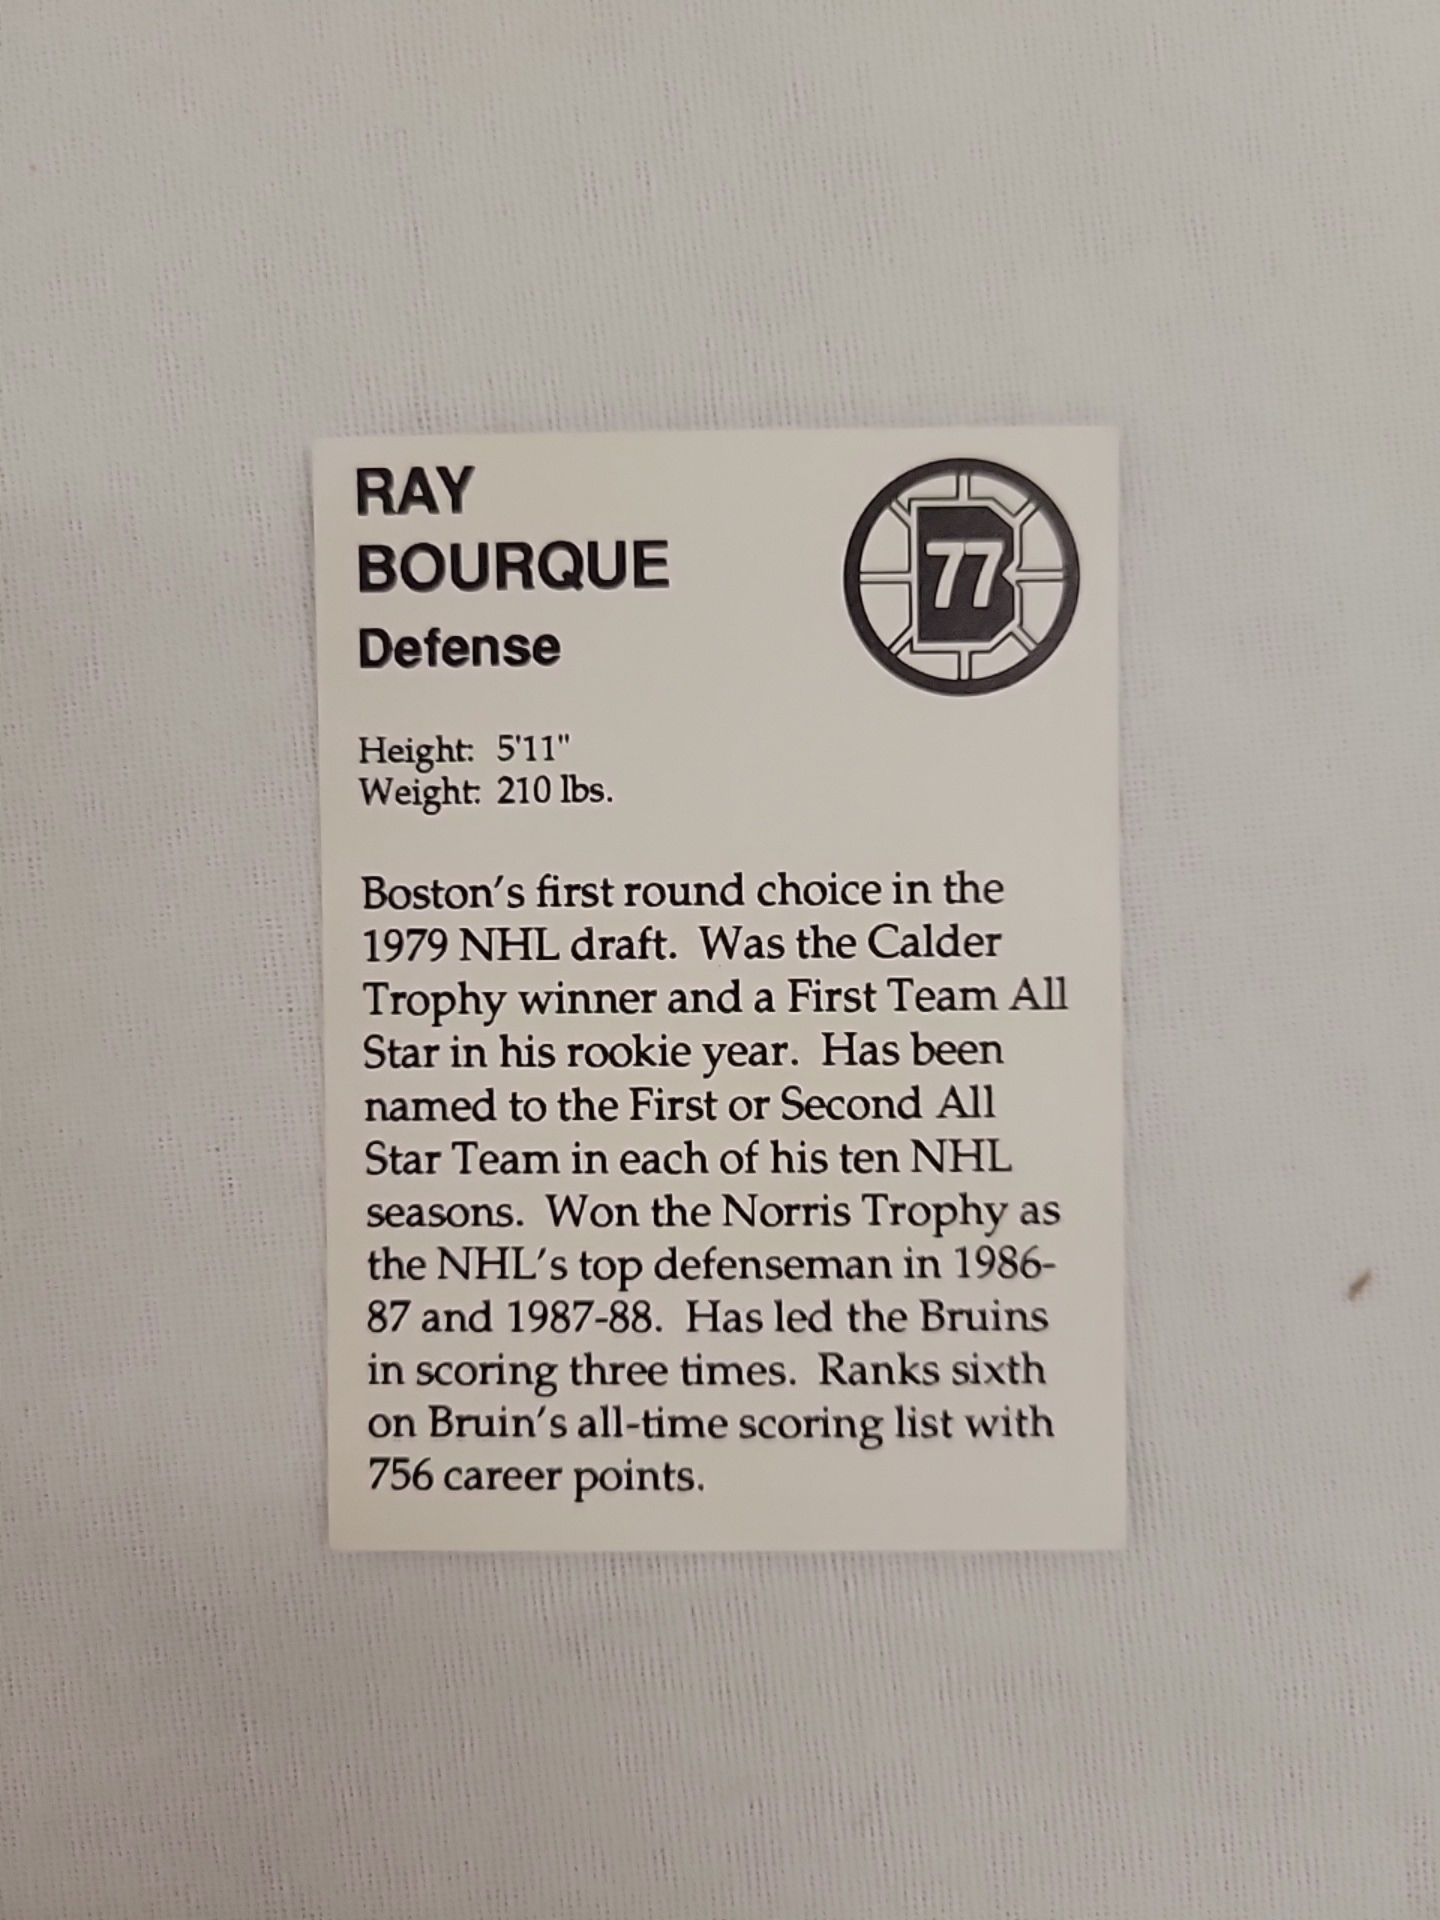 RAY
BOURQUE
Defense
77
Height: 5'11"
Weight: 210 lbs.
Boston's first round choice in the
1979 NHL draft. Was the Calder
Trophy winner and a First Team All
Star in his rookie year. Has been
named to the First or Second All
Star Team in each of his ten NHL
seasons. Won the Norris Trophy as
the NHL's top defenseman in 1986-
87 and 1987-88. Has led the Bruins
in scoring three times. Ranks sixth
on Bruin's all-time scoring list with
756 career points.